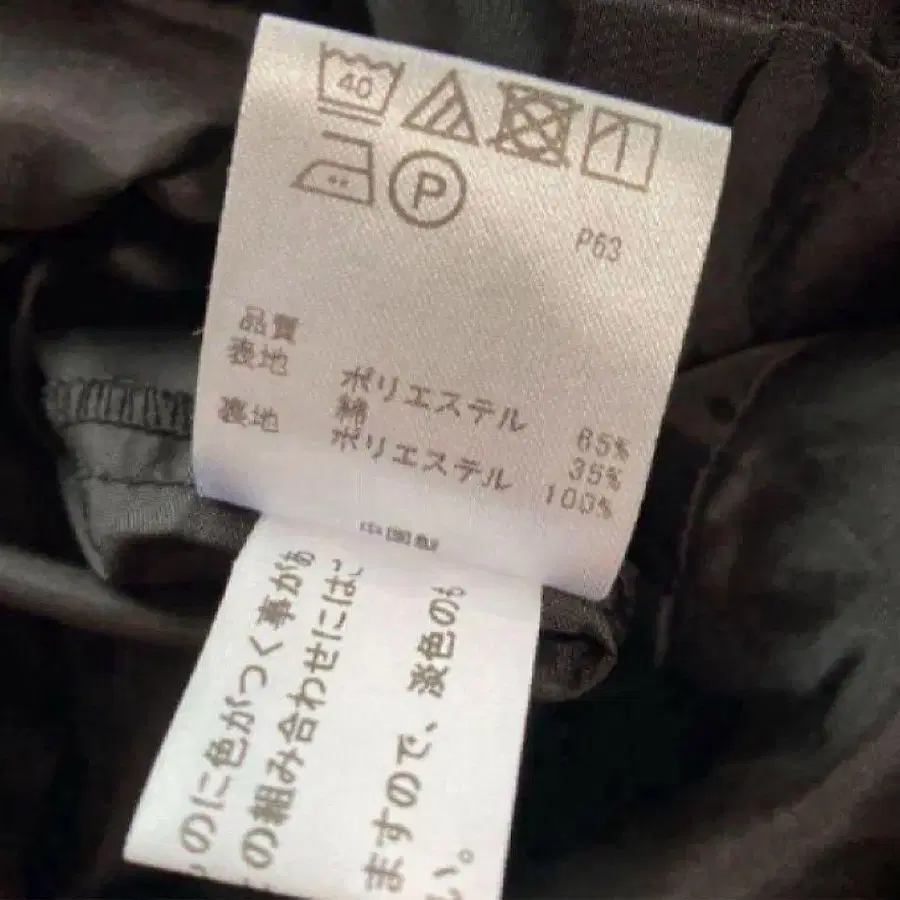 40
P
P63
品質
表地 ポリエステル 65%
綿 35%
裏地 ポリエステル 100%
中国製
ますので、淡色の
の組み合わせには
のに色がつく事があ
い。